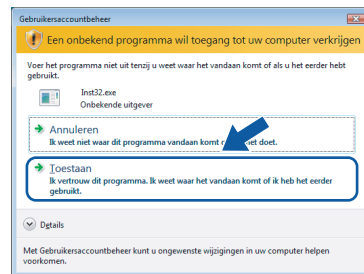 Gebruikersaccountbeheer
Een onbekend programma wil toegang tot uw computer verkrijgen
Voer het programma niet uit tenzij u weet waar het vandaan komt of als u het eerder hebt
gebruikt.
Inst32.exe
Onbekende uitgever
Annuleren
Ik weet niet waar dit programma vandaan komt het doet.
Toestaan
Ik vertrouw dit programma. Ik weet waar het vandaan komt of ik heb het eerder
gebruikt.
Details
Met Gebruikersaccountbeheer kunt u ongewenste wijzigingen in uw computer helpen
voorkomen.